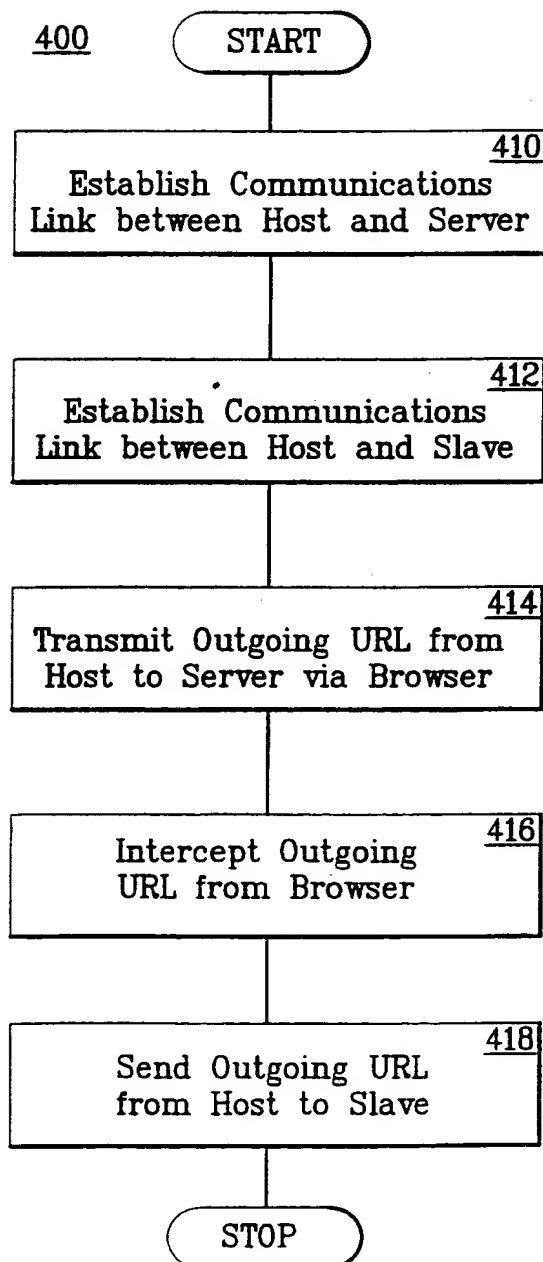 400
START
410
Establish Communications
Link between Host and Server
412
Establish Communications
Link between Host and Slave
414
Transmit Outgoing URL from
Host to Server via Browser
416
Intercept Outgoing
URL from Browser
418
Send Outgoing URL
from Host to Slave
STOP